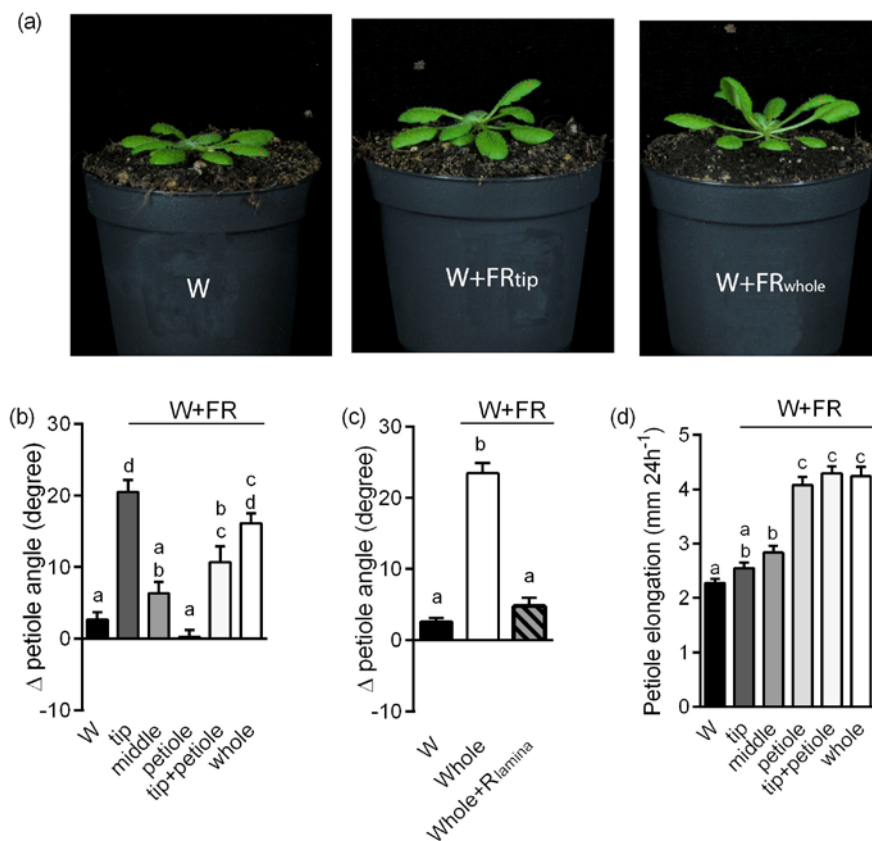 (a)
W
W+FRtip
W+FRwhole
(b)
W+FR
Δ petiole angle (degree)
30
20
10
0
-10
a
d
a
b
a
b
c
c
d
W
tip
middle
petiole
tip+petiole
whole
(c)
W+FR
Δ petiole angle (degree)
30
20
10
0
-10
a
b
a
W
Whole
Whole+Rlamina
(d)
W+FR
Petiole elongation (mm 24h-1)
5
4
3
2
1
0
a
a
b
b
c
c
c
W
tip
middle
petiole
tip+petiole
whole